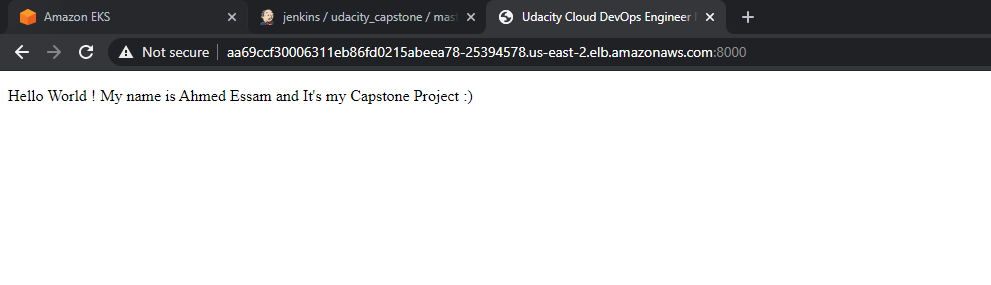 Amazon EKS
jenkins / udacity_capstone / mast
Udacity Cloud DevOps Engineer
Not secure
aa69ccf30006311eb86fd0215abeea78-25394578.us-east-2.elb.amazonaws.com:8000
Hello World ! My name is Ahmed Essam and It's my Capstone Project :)